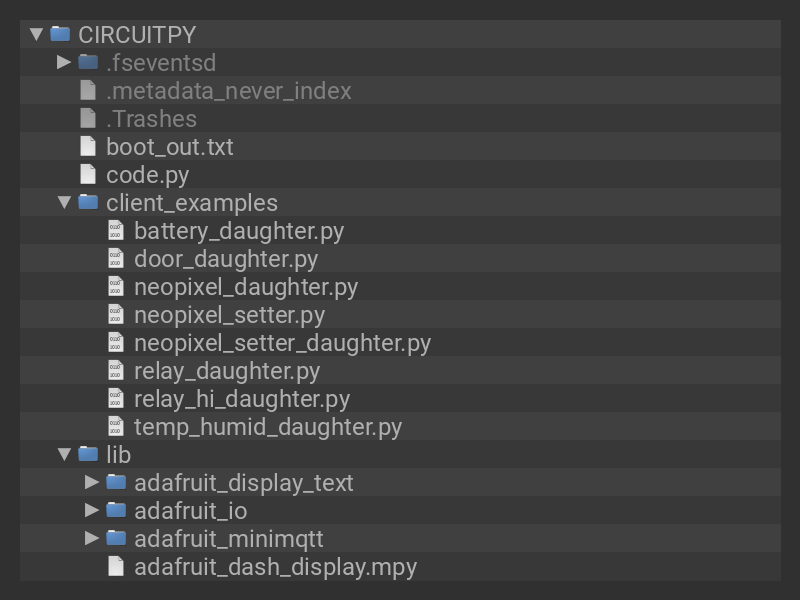 CIRCUITPY
.fseventsd
.metadata_never_index
.Trashes
boot_out.txt
code.py
client_examples
battery_daughter.py
door_daughter.py
neopixel_daughter.py
neopixel_setter.py
neopixel_setter_daughter.py
relay_daughter.py
relay_hi_daughter.py
temp_humid_daughter.py
lib
adafruit_display_text
adafruit_io
adafruit_minimqtt
adafruit_dash_display.mpy